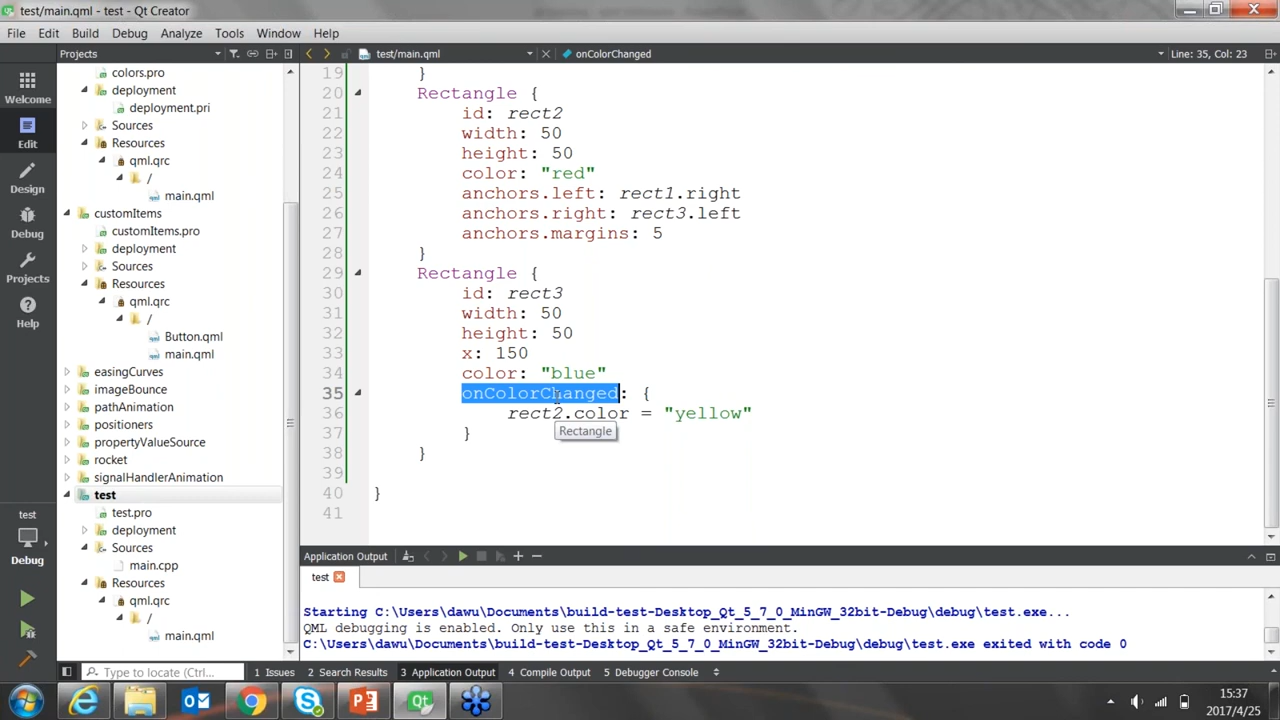 test/main.qml - test - Qt Creator
File Edit Build Debug Analyze Tools Window Help
Projects
test/main.qml
onColorChanged
Line: 35, Col: 23
Welcome
Edit
Design
Debug
Projects
Help
test
Debug
colors.pro
deployment
deployment.pri
Sources
Resources
qml.qrc
/
main.qml
customItems
customItems.pro
deployment
Sources
Resources
qml.qrc
/
Button.qml
main.qml
easingCurves
imageBounce
pathAnimation
positioners
propertyValueSource
rocket
signalHandlerAnimation
test
test.pro
deployment
Sources
main.cpp
Resources
qml.qrc
/
main.qml
19 }
20 Rectangle {
21 id: rect2
22 width: 50
23 height: 50
24 color: "red"
25 anchors.left: rect1.right
26 anchors.right: rect3.left
27 anchors.margins: 5
28 }
29 Rectangle {
30 id: rect3
31 width: 50
32 height: 50
33 x: 150
34 color: "blue"
35 onColorChanged: {
36 rect2.color = "yellow"
37 }
Rectangle
38 }
39
40 }
41
Application Output
test
Starting C:\Users\dawu\Documents\build-test-Desktop_Qt_5_7_0_MinGW_32bit-Debug\debug\test.exe...
QML debugging is enabled. Only use this in a safe environment.
C:\Users\dawu\Documents\build-test-Desktop_Qt_5_7_0_MinGW_32bit-Debug\debug\test.exe exited with code 0
Type to locate (Ctrl...
1 Issues 2 Search Results 3 Application Output 4 Compile Output 5 Debugger Console
15:37
2017/4/25